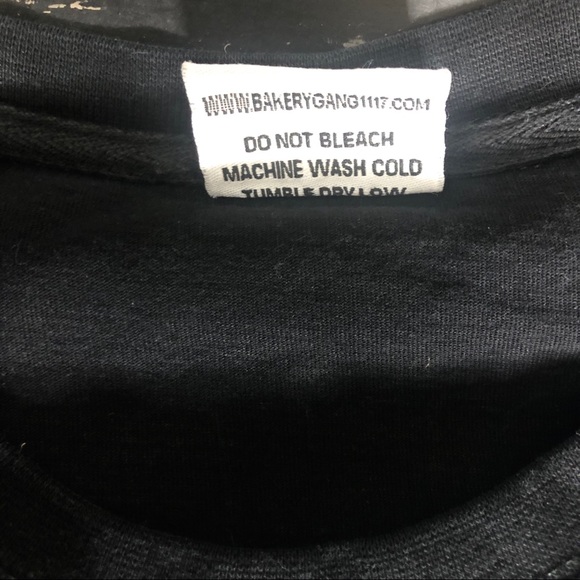 WWW.BAKERYGANG1117.COM
DO NOT BLEACH
MACHINE WASH COLD
TUMBLE DRY LOW